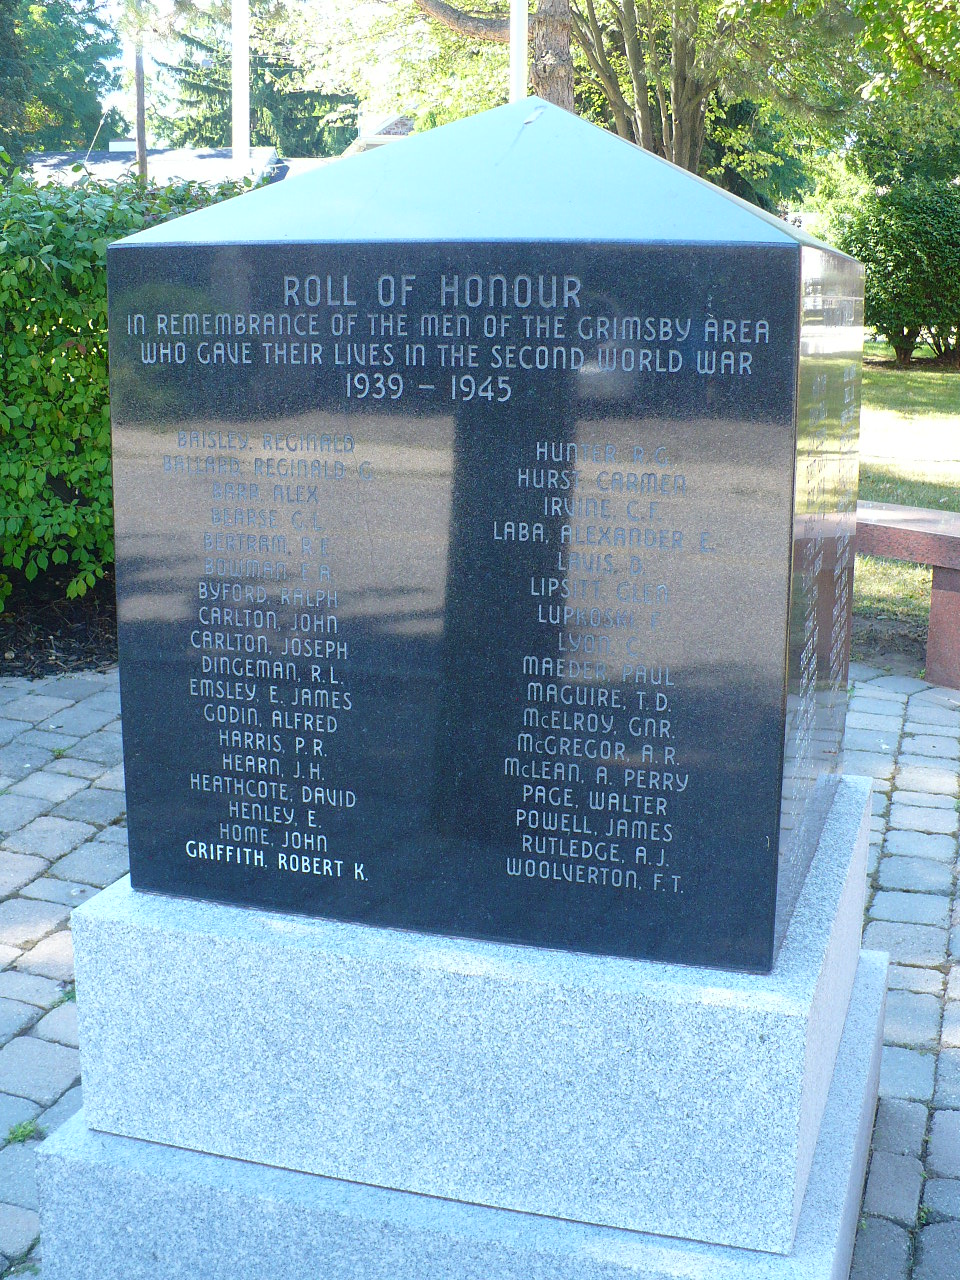 ROLL OF HONOUR
IN REMEMBRANCE OF THE MEN OF THE GRIMSBY AREA
WHO GAVE THEIR LIVES IN THE SECOND WORLD WAR
1939 – 1945
BAISLEY, REGINALD
BALLARD, REGINALD G.
BARR, ALEX
BEARSE, G.L.
BERTRAM, R.E.
BOWMAN, E.A.
BYFORD, RALPH
CARLTON, JOHN
CARLTON, JOSEPH
DINGEMAN, R.L.
EMSLEY, E. JAMES
GODIN, ALFRED
HARRIS, P.R.
HEARN, J.H.
HEATHCOTE, DAVID
HENLEY, E.
HOME, JOHN
GRIFFITH, ROBERT K.
HUNTER, R.G.
HURST, CARMEN
IRVINE, C.F.
LABA, ALEXANDER E.
LAVIS, D.
LIPSITT, GLEN
LUPKOSKI, F.
LYON, C.
MAEDER, PAUL
MAGUIRE, T.D.
McELROY, GNR.
McGREGOR, A.R.
McLEAN, A. PERRY
PAGE, WALTER
POWELL, JAMES
RUTLEDGE, A.J.
WOOLVERTON, F.T.